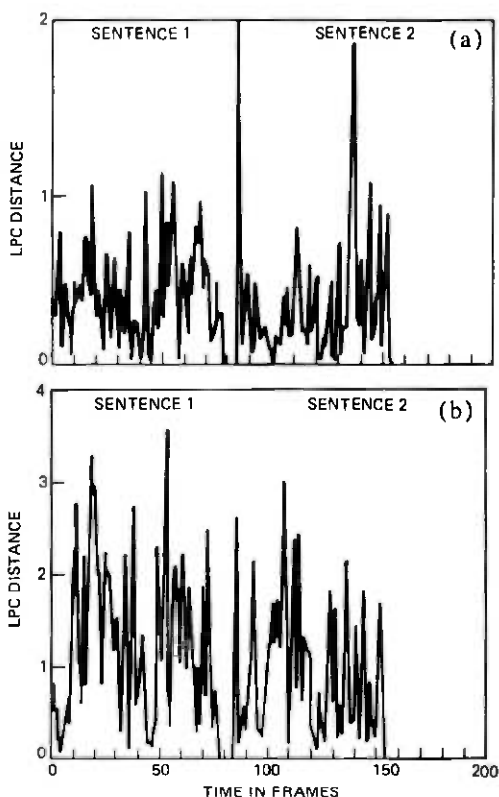 SENTENCE 1 SENTENCE 2 (a)
2
1
0
LPC DISTANCE
SENTENCE 1 SENTENCE 2 (b)
4
3
2
1
0
LPC DISTANCE
0 50 100 150 200
TIME IN FRAMES